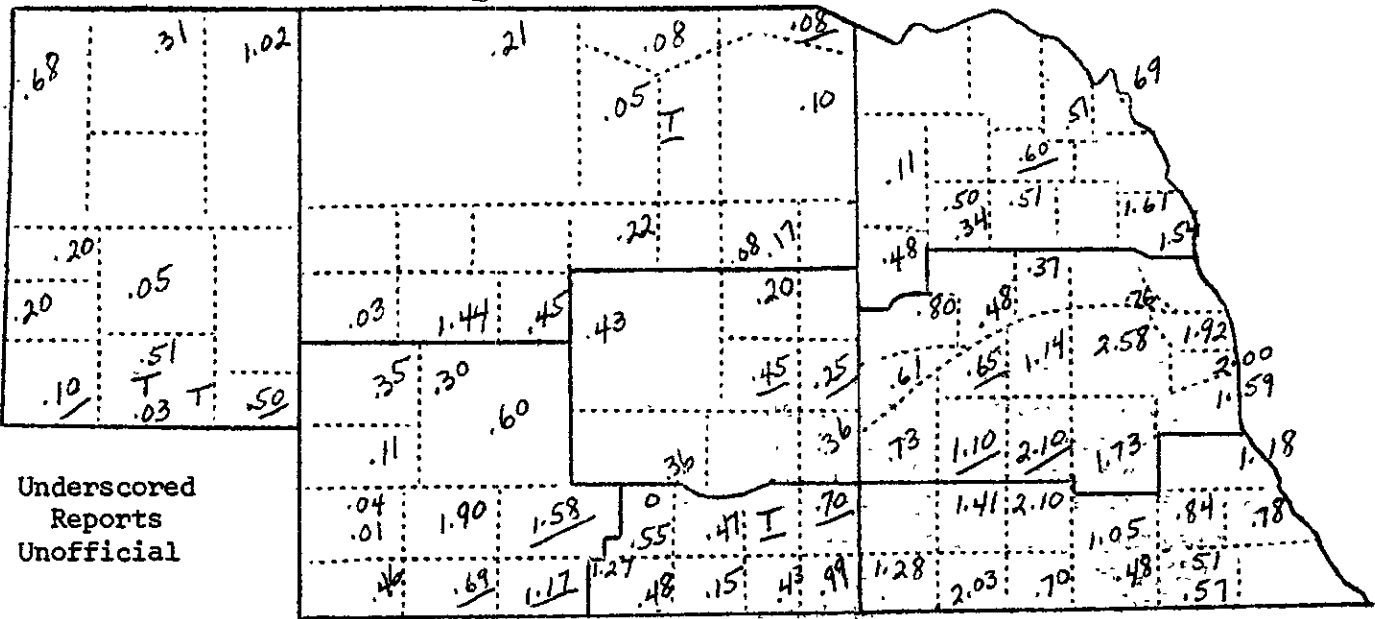 .68 .31 1.02 .21 .08 .08
.05 T .10 .51 .69
.11 .60
.50 .51 1.61
.34
.20 .22 .08 .17 .48 1.54
.20 .05 .03 1.44 .45 .43 .20 .80 .48 .37 .26
.51 .35 .30 .45 .25 .61 .65 1.14 2.58 1.92
.10 T T .50 2.00
.03 .60 1.59
.11 .36 .36 .73 1.10 2.10 1.73 1.18
Underscored
Reports
Unofficial
.04 1.90 1.58 0 .47 T .70 1.41 2.10 1.05 .84 .78
.01 .55
.69 1.17 1.27 .48 .15 .43 .99 1.28 2.03 .70 .48 .51
.57